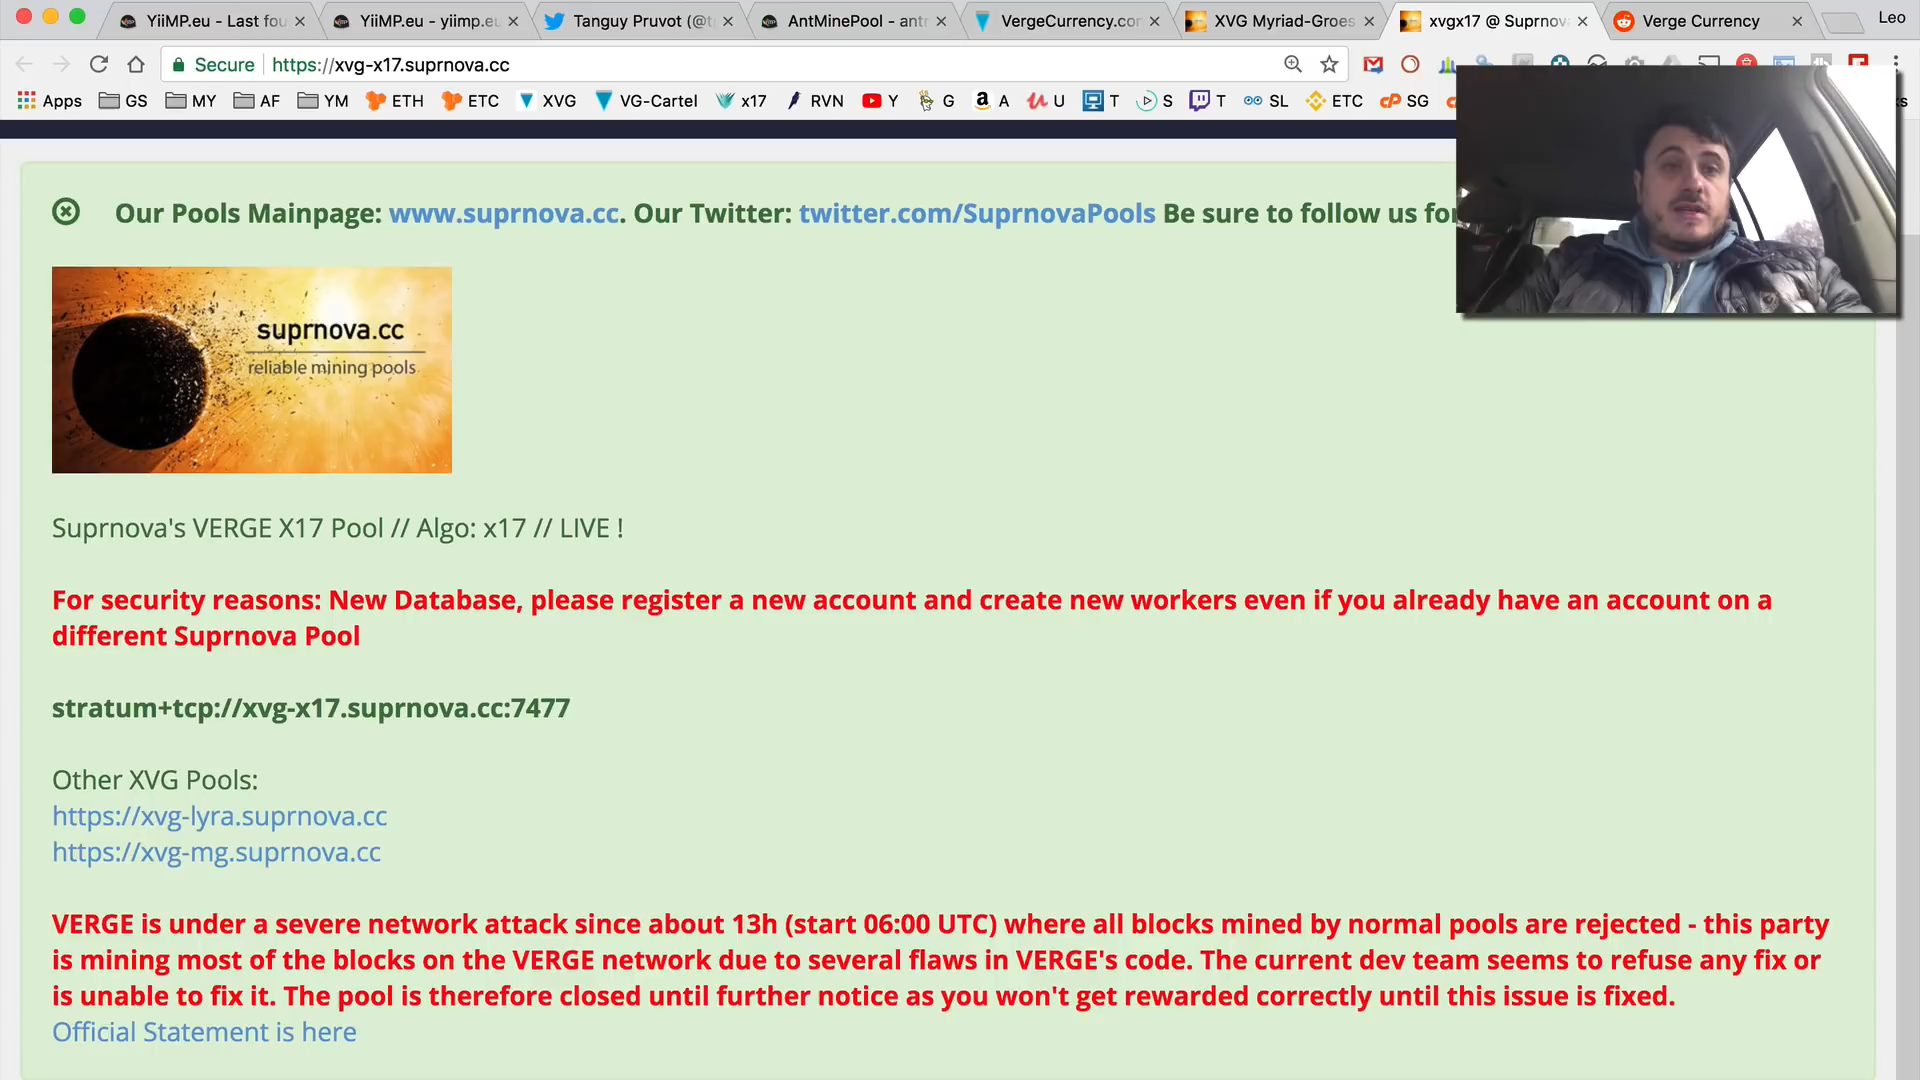 YiiMP.eu - Last fou
YiiMP.eu - yiimp.eu
Tanguy Pruvot (@t
AntMinePool - ant
VergeCurrency.co
XVG Myriad-Groes
xvgx17 @ Suprnova
Verge Currency
Leo
Secure https://xvg-x17.suprnova.cc
Apps GS MY AF YM ETH ETC XVG VG-Cartel x17 RVN Y G A U T S T SL ETC SG
Our Pools Mainpage: www.suprnova.cc. Our Twitter: twitter.com/SuprnovaPools Be sure to follow us for
suprnova.cc
reliable mining pools
Suprnova's VERGE X17 Pool // Algo: x17 // LIVE !
For security reasons: New Database, please register a new account and create new workers even if you already have an account on a
different Suprnova Pool
stratum+tcp://xvg-x17.suprnova.cc:7477
Other XVG Pools:
https://xvg-lyra.suprnova.cc
https://xvg-mg.suprnova.cc
VERGE is under a severe network attack since about 13h (start 06:00 UTC) where all blocks mined by normal pools are rejected - this party
is mining most of the blocks on the VERGE network due to several flaws in VERGE's code. The current dev team seems to refuse any fix or
is unable to fix it. The pool is therefore closed until further notice as you won't get rewarded correctly until this issue is fixed.
Official Statement is here